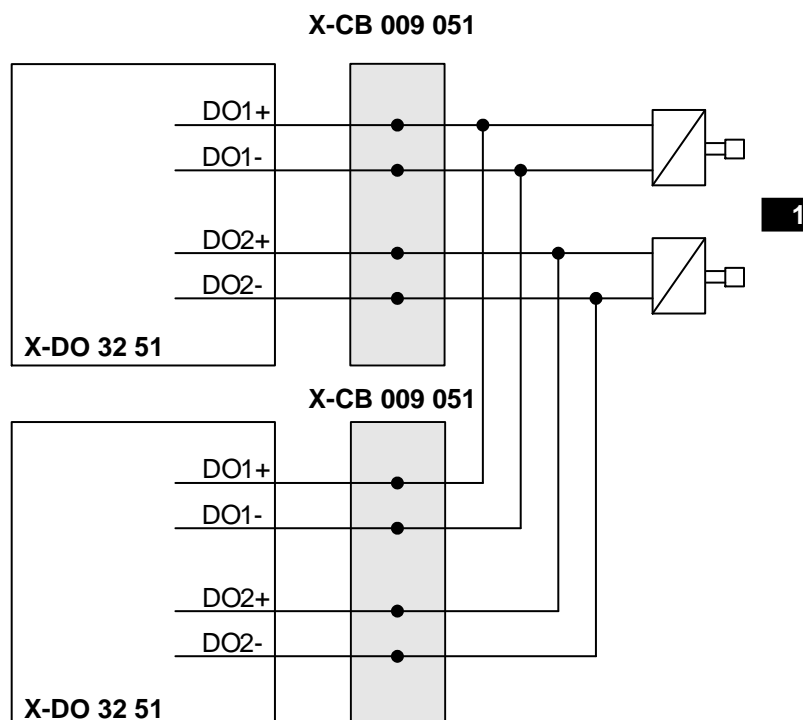 X-CB 009 051
DO1+
DO1-
1
DO2+
DO2-
X-DO 32 51
X-CB 009 051
DO1+
DO1-
DO2+
DO2-
X-DO 32 51